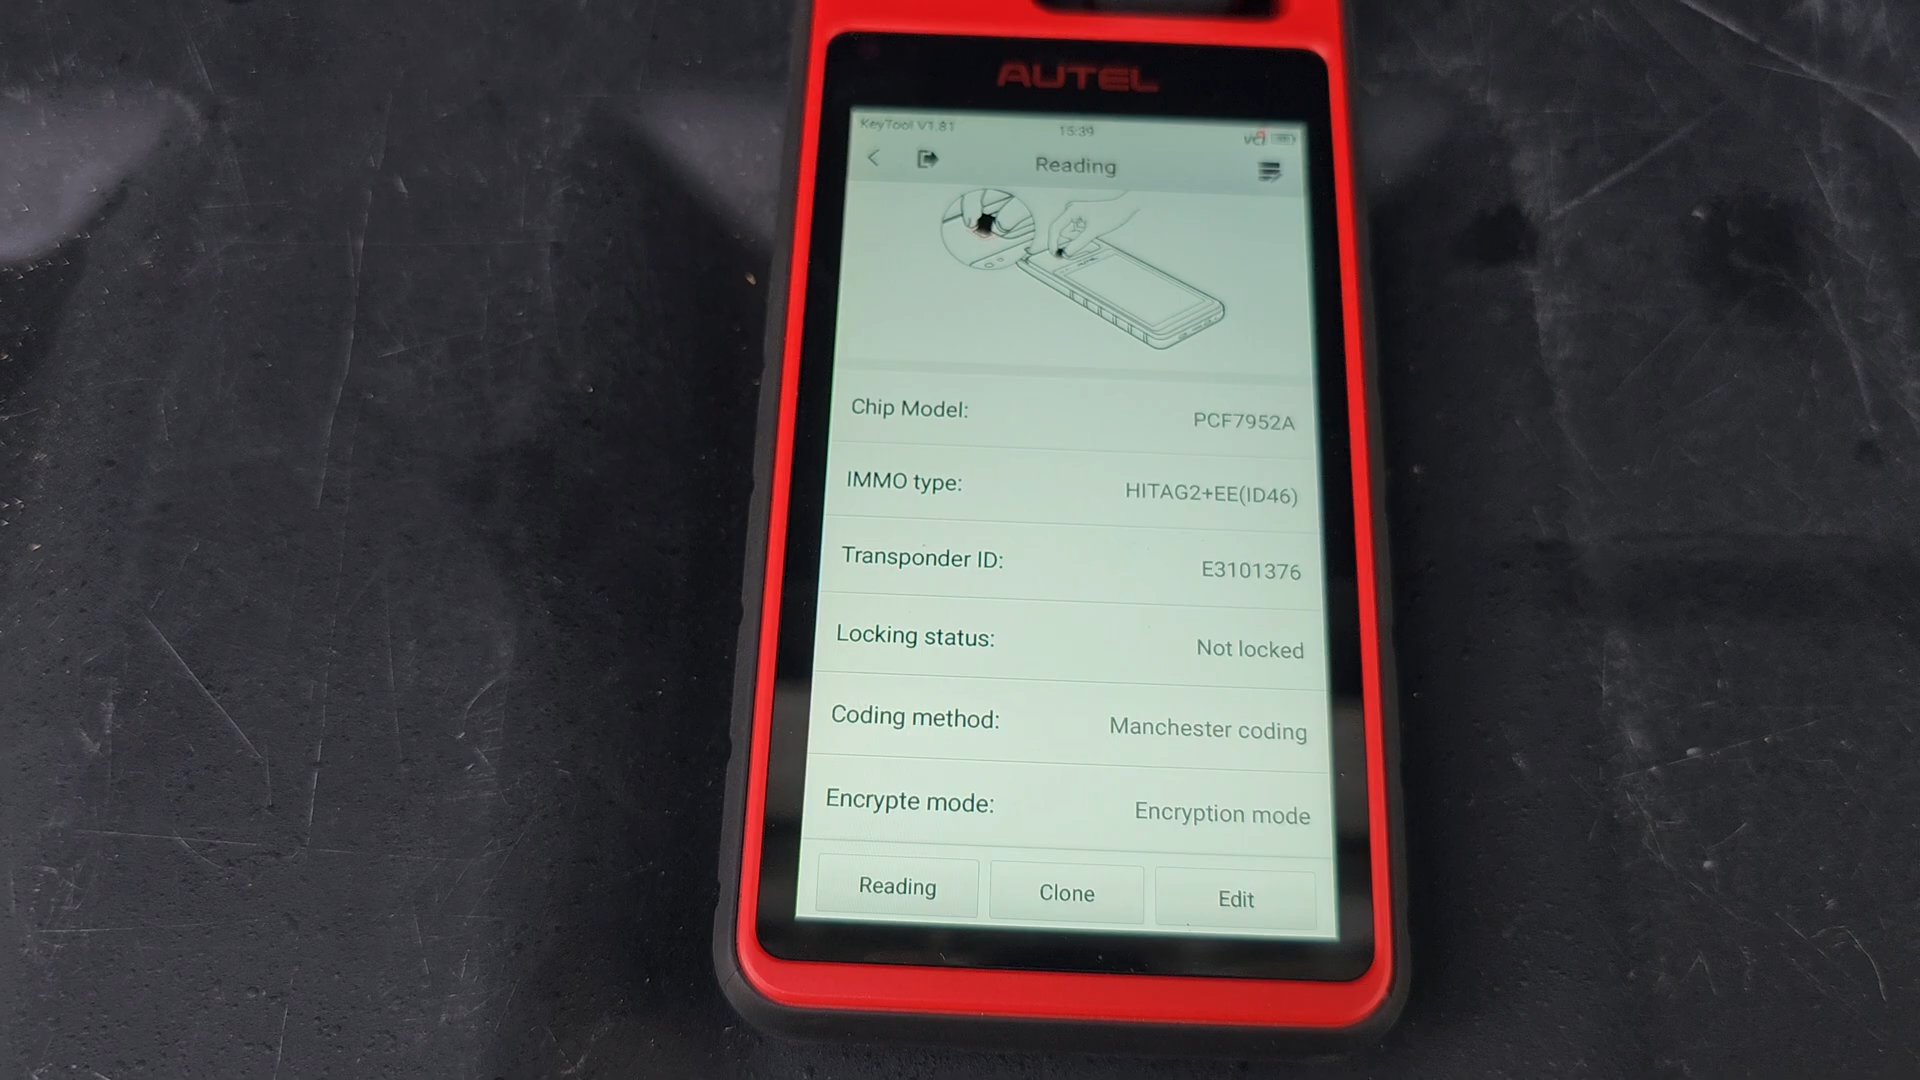 AUTEL
KeyTool V1.81 15:39 VCI
Reading
Chip Model: PCF7952A
IMMO type: HITAG2+EE(ID46)
Transponder ID: E3101376
Locking status: Not locked
Coding method: Manchester coding
Encrypte mode: Encryption mode
Reading Clone Edit